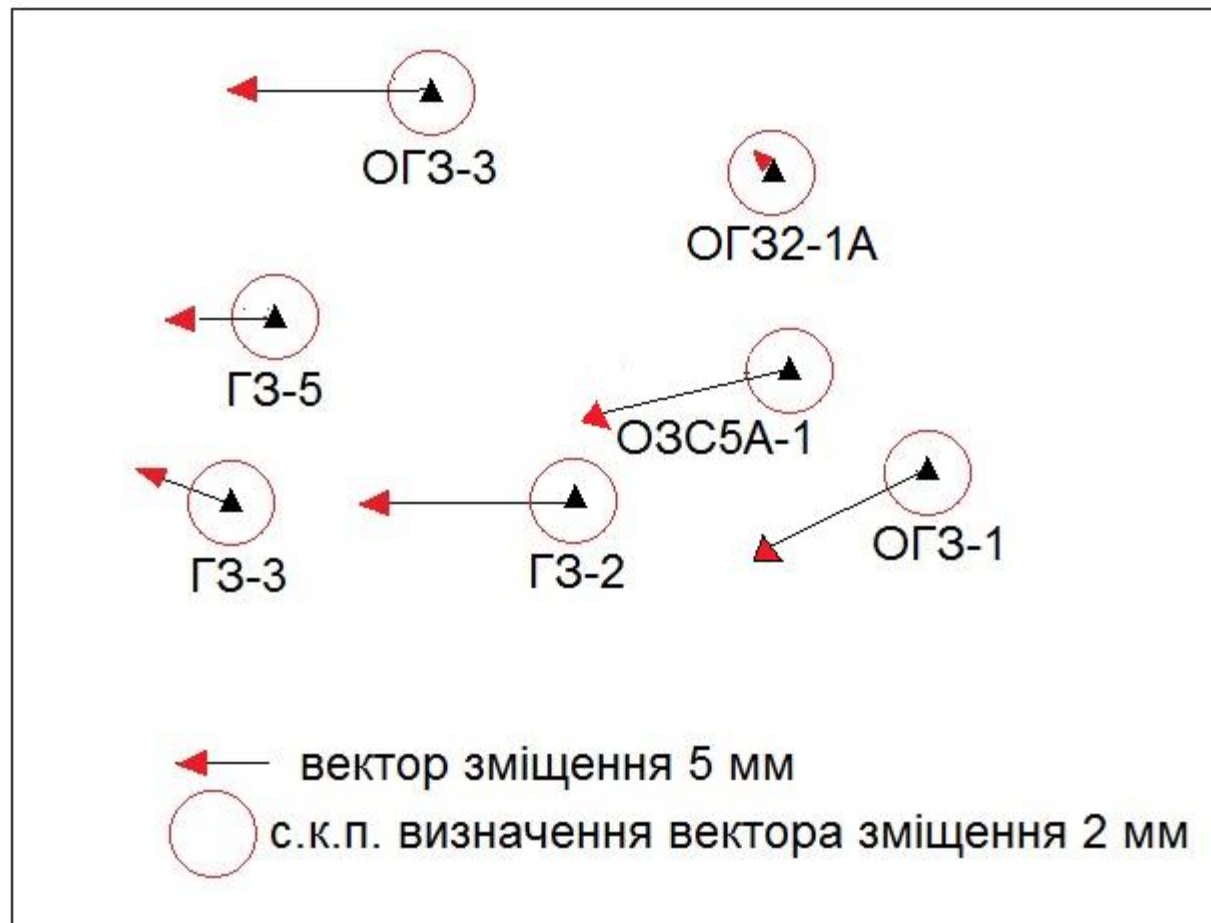 ОГЗ-3
ОГЗ2-1А
ГЗ-5
ОЗС5А-1
ГЗ-3
ГЗ-2
ОГЗ-1
вектор зміщення 5 мм
с.к.п. визначення вектора зміщення 2 мм